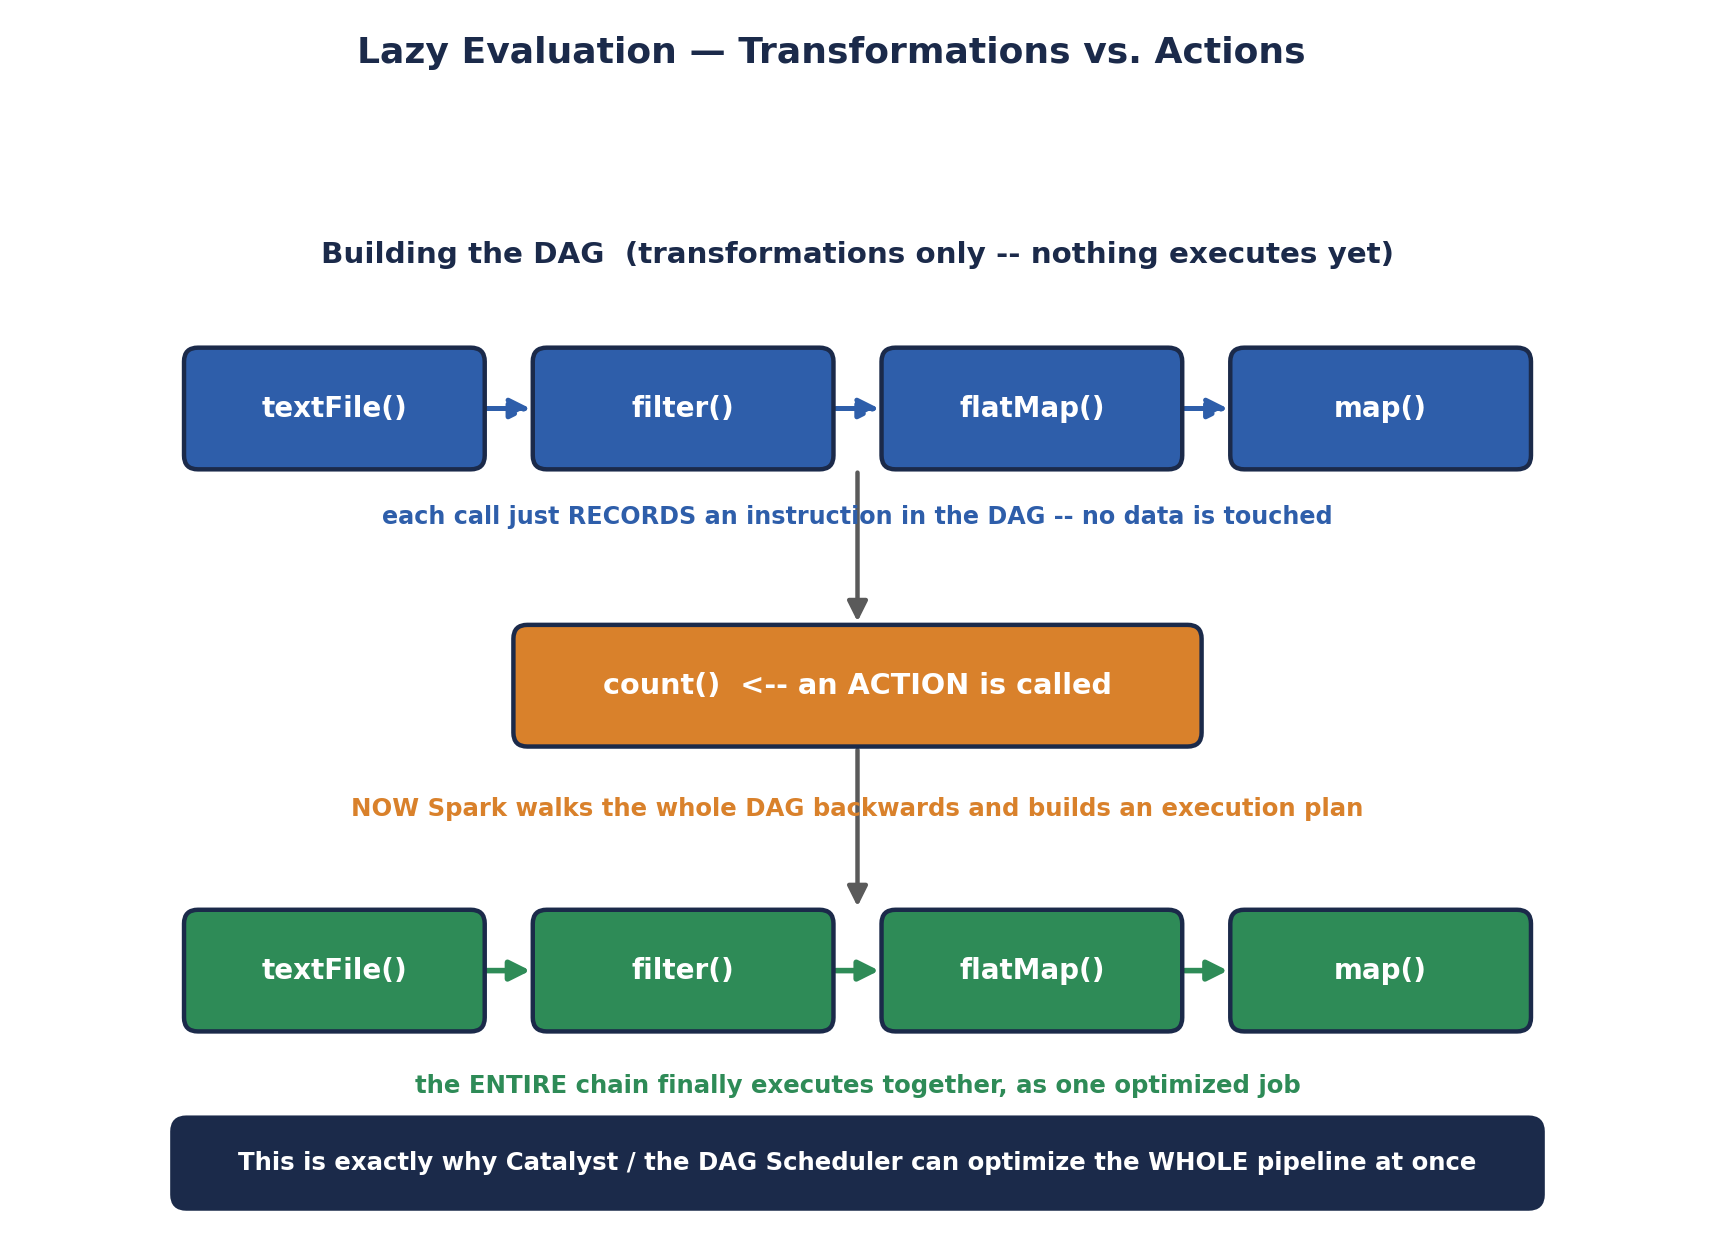 Lazy Evaluation — Transformations vs. Actions
Building the DAG  (transformations only -- nothing executes yet)
textFile()
filter()
flatMap()
map()
each call just RECORDS an instruction in the DAG -- no data is touched
count()  <-- an ACTION is called
NOW Spark walks the whole DAG backwards and builds an execution plan
textFile()
filter()
flatMap()
map()
the ENTIRE chain finally executes together, as one optimized job
This is exactly why Catalyst / the DAG Scheduler can optimize the WHOLE pipeline at once